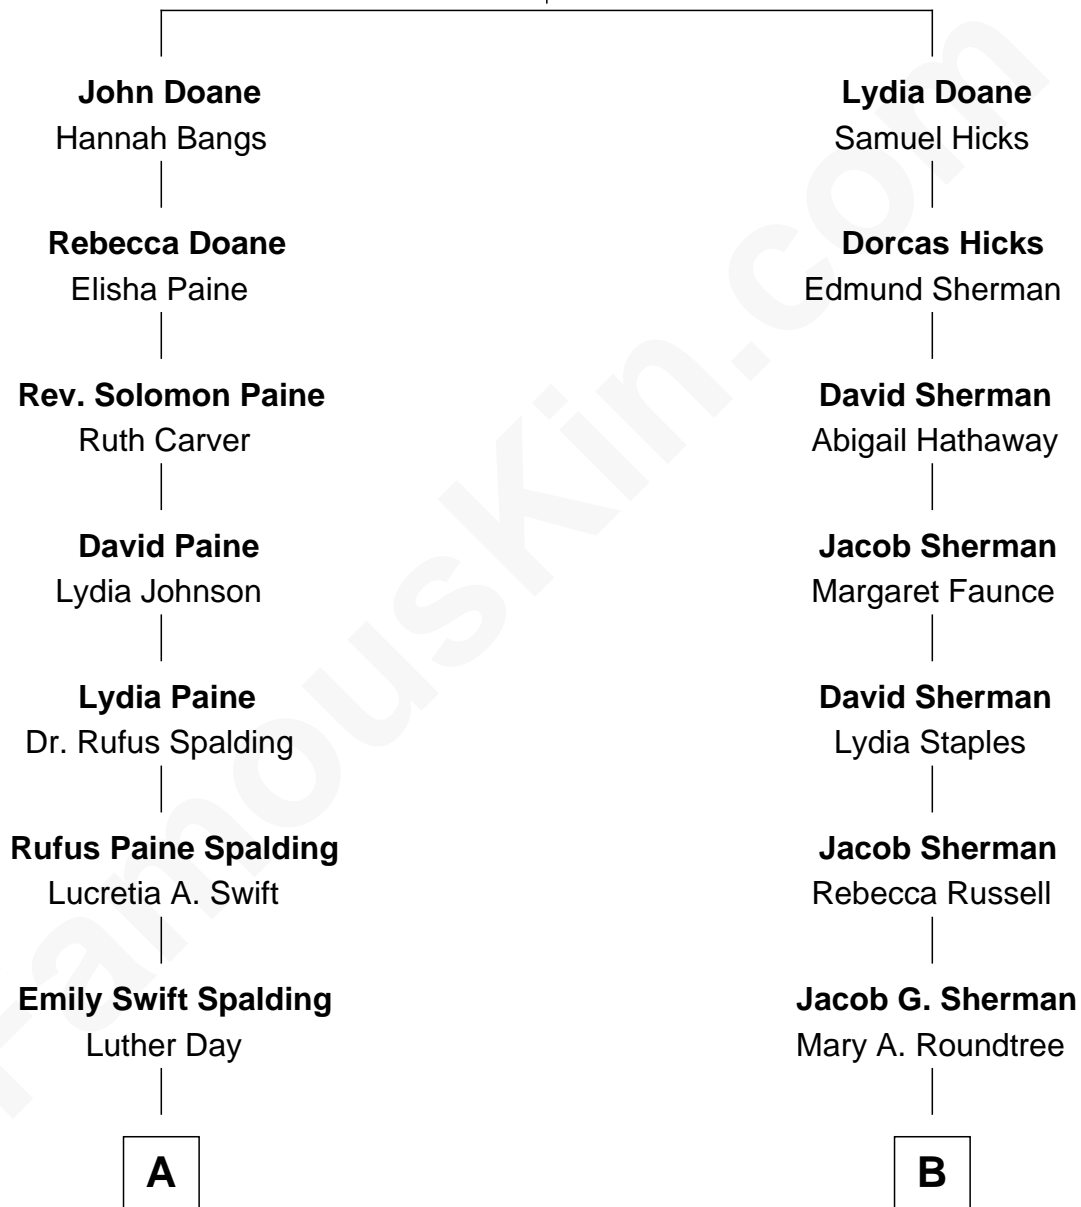 John Doane
Hannah Bangs
Rebecca Doane
Elisha Paine
Rev. Solomon Paine
Ruth Carver
David Paine
Lydia Johnson
Lydia Paine
Dr. Rufus Spalding
Rufus Paine Spalding
Lucretia A. Swift
Emily Swift Spalding
Luther Day
A
Lydia Doane
Samuel Hicks
Dorcas Hicks
Edmund Sherman
David Sherman
Abigail Hathaway
Jacob Sherman
Margaret Faunce
David Sherman
Lydia Staples
Jacob Sherman
Rebecca Russell
Jacob G. Sherman
Mary A. Roundtree
B
FamousKin.com